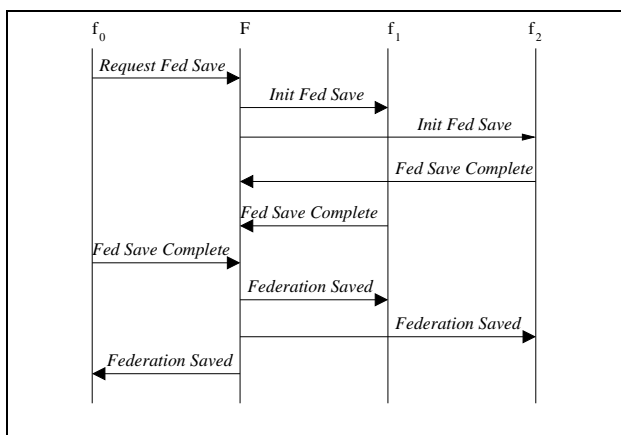 f0 F f1 f2
Request Fed Save
Init Fed Save
Init Fed Save
Fed Save Complete
Fed Save Complete
Fed Save Complete
Federation Saved
Federation Saved
Federation Saved